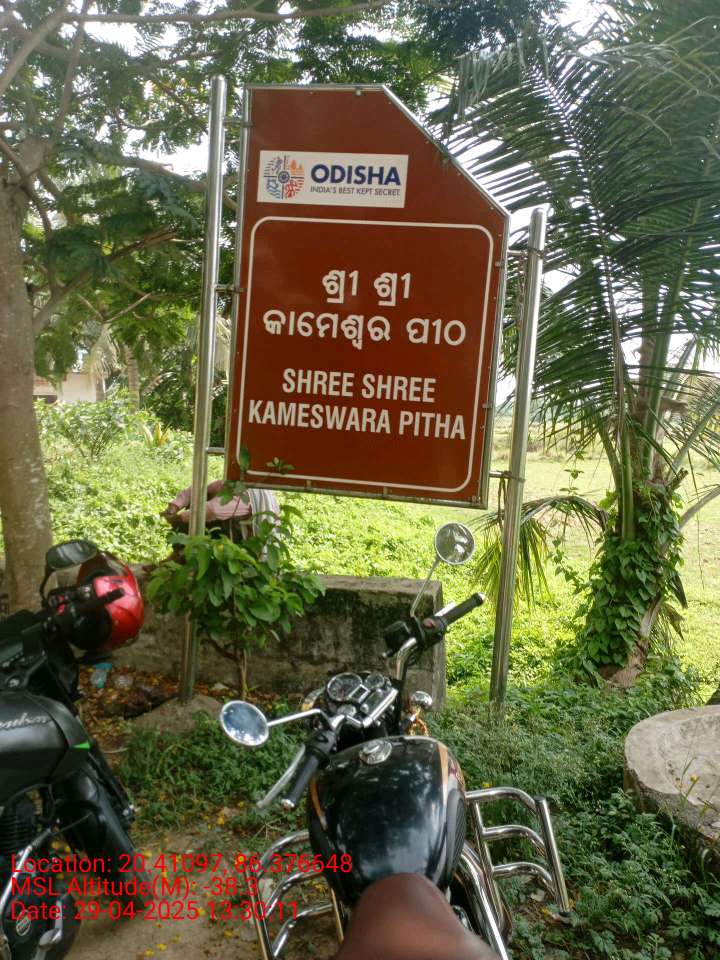 ODISHA
INDIA'S BEST KEPT SECRET.
ଶ୍ରୀ ଶ୍ରୀ
କାମେଶ୍ୱର ପୀଠ
SHREE SHREE
KAMESWARA PITHA
Location: 20.41097, 86.376648
MSL Altitude(M): -38.3
Date: 29-04-2025 13:30:11